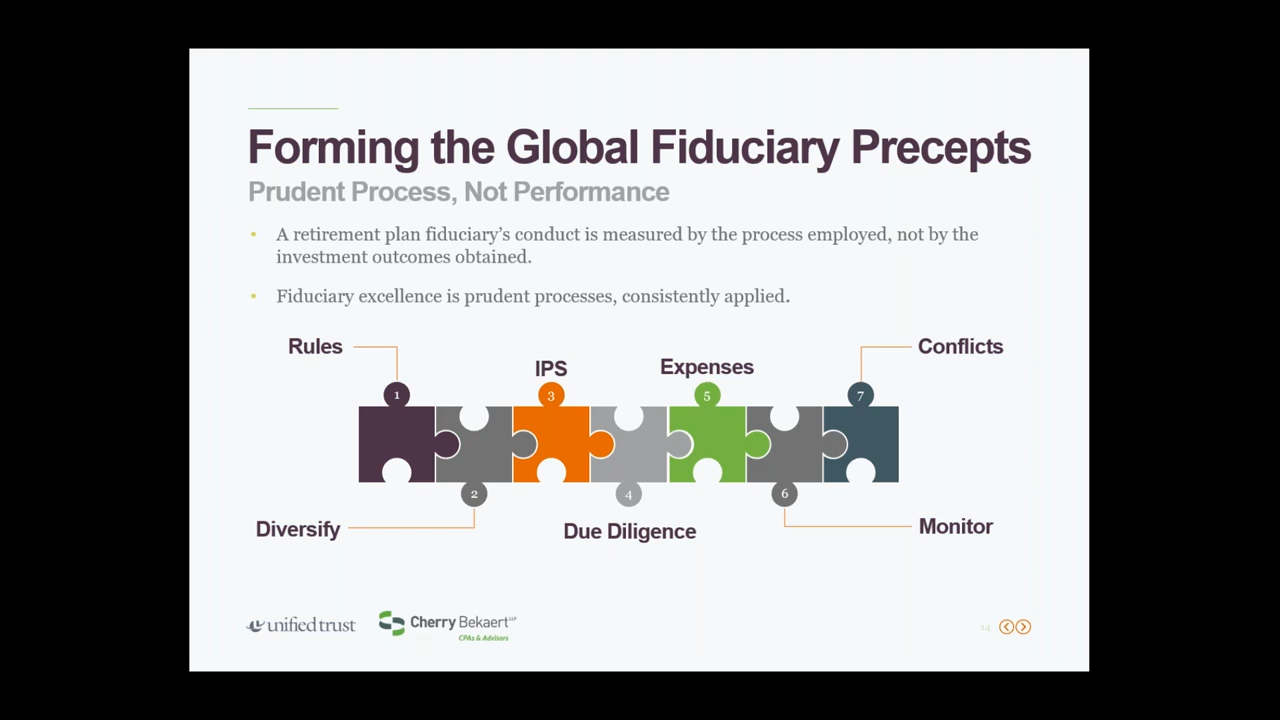 Forming the Global Fiduciary Precepts
Prudent Process, Not Performance
• A retirement plan fiduciary’s conduct is measured by the process employed, not by the
investment outcomes obtained.
• Fiduciary excellence is prudent processes, consistently applied.
Rules
IPS
Expenses
Conflicts
1
3
5
7
2
4
6
Diversify
Due Diligence
Monitor
unified trust
Cherry Bekaert LLP
CPAs & Advisors
14